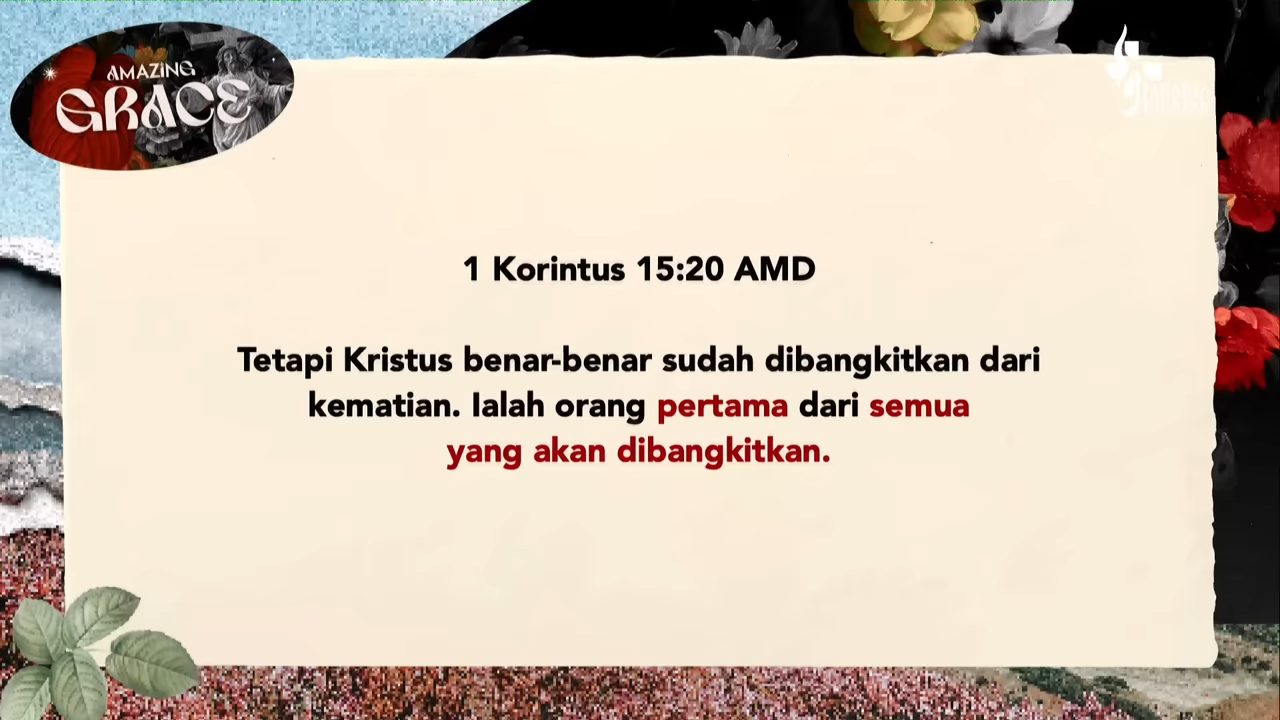 AMAZING
GRACE
1 Korintus 15:20 AMD
Tetapi Kristus benar-benar sudah dibangkitkan dari
kematian. Ialah orang pertama dari semua
yang akan dibangkitkan.